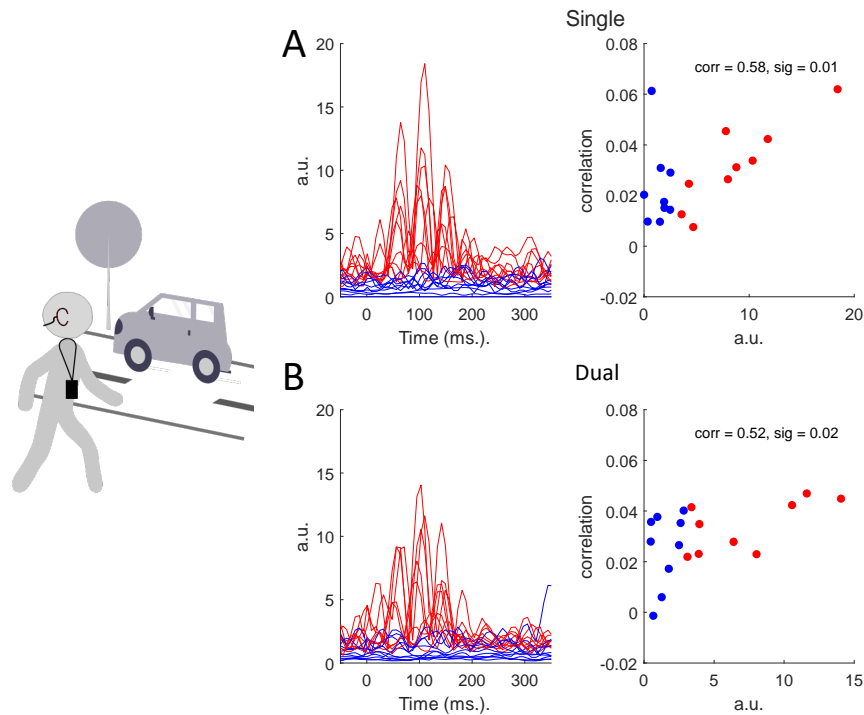 A
Single
20
15
10
5
0
a.u.
0
100
200
300
Time (ms.).
0.08
0.06
0.04
0.02
0
-0.02
correlation
corr = 0.58, sig = 0.01
0
10
20
a.u.
B
Dual
20
15
10
5
0
a.u.
0
100
200
300
Time (ms.).
0.08
0.06
0.04
0.02
0
-0.02
correlation
corr = 0.52, sig = 0.02
0
5
10
15
a.u.